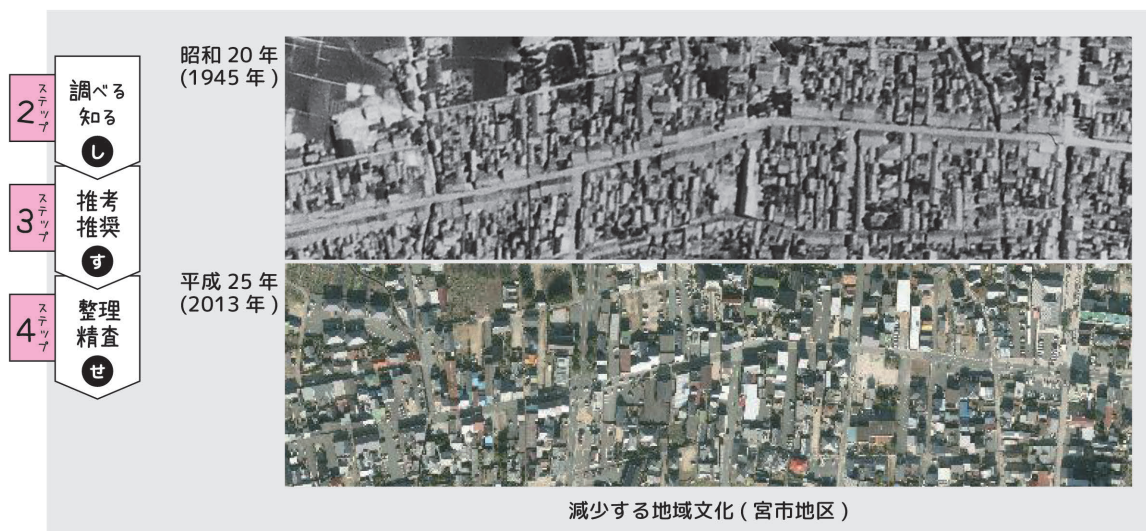 昭和 20 年
(1945 年 )
ステップ
2
調べる
知る
し
ステップ
3
推考
推奨
す
平成 25 年
(2013 年 )
ステップ
4
整理
精査
せ
減少する地域文化 ( 宮市地区 )